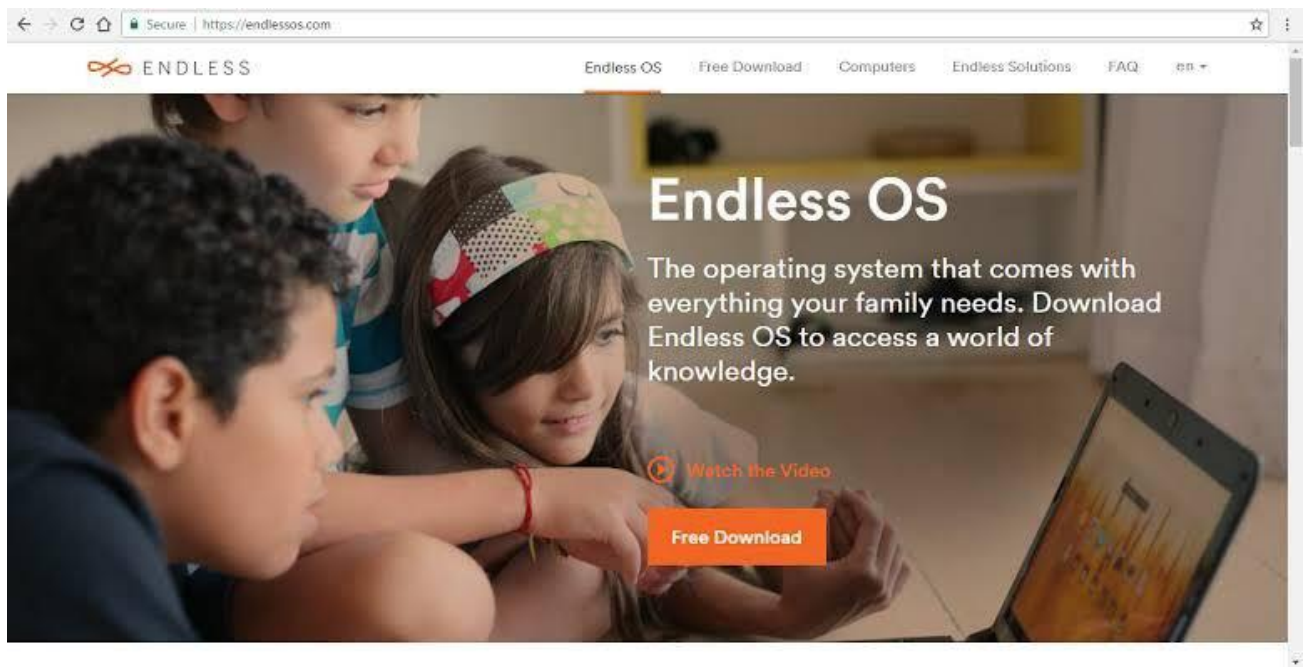 Secure | https://endlessos.com
ENDLESS
Endless OS Free Download Computers Endless Solutions FAQ en
Endless OS
The operating system that comes with
everything your family needs. Download
Endless OS to access a world of
knowledge.
Watch the Video
Free Download